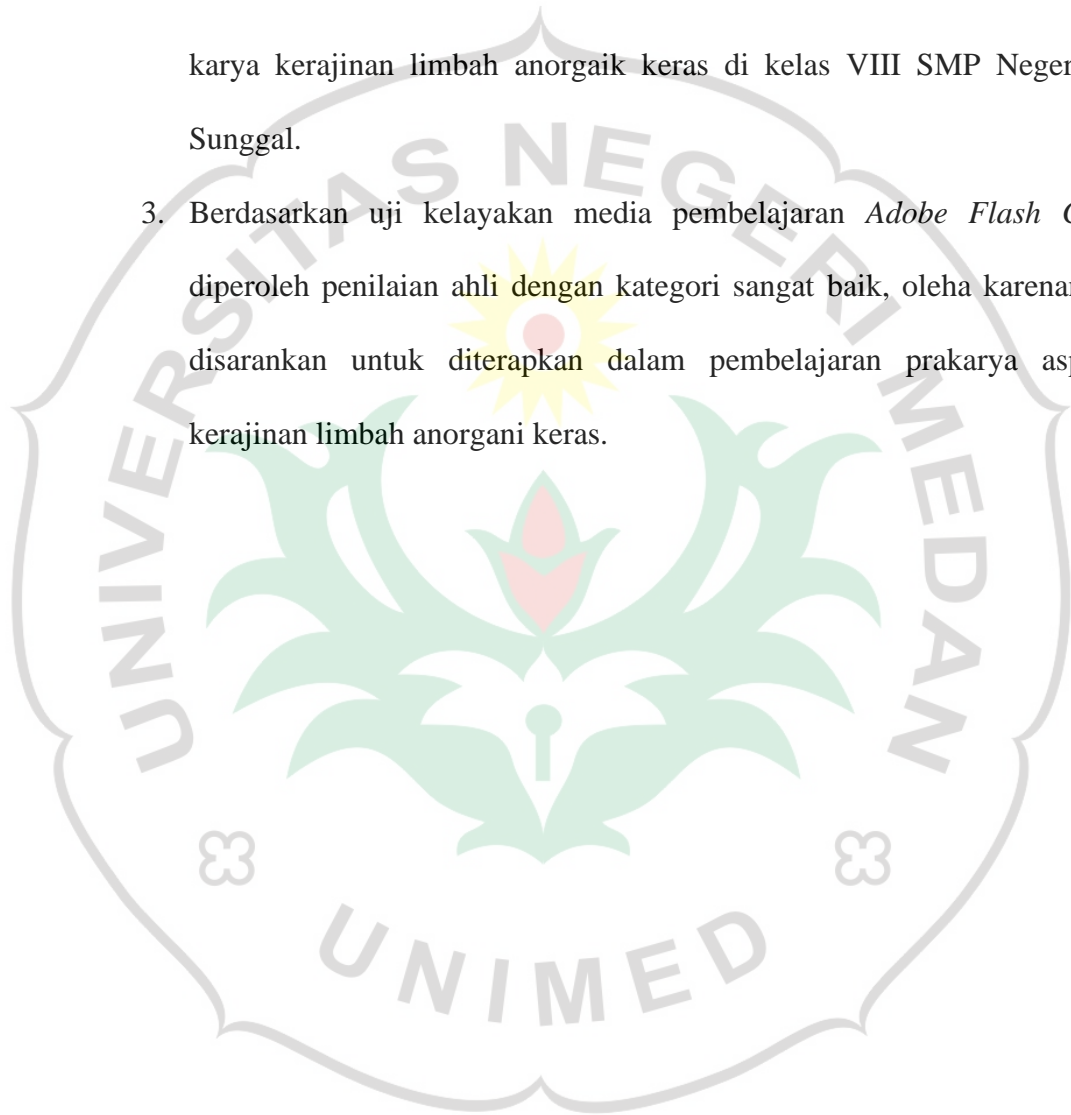 karya kerajinan limbah anorgaik keras di kelas VIII SMP Neger
Sunggal.
3. Berdasarkan uji kelayakan media pembelajaran Adobe Flash
diperoleh penilaian ahli dengan kategori sangat baik, oleha karenan
disarankan untuk diterapkan dalam pembelajaran prakarya asp
kerajinan limbah anorgani keras.
UNIVERSITAS NEGERI MEDAN
UNIMED